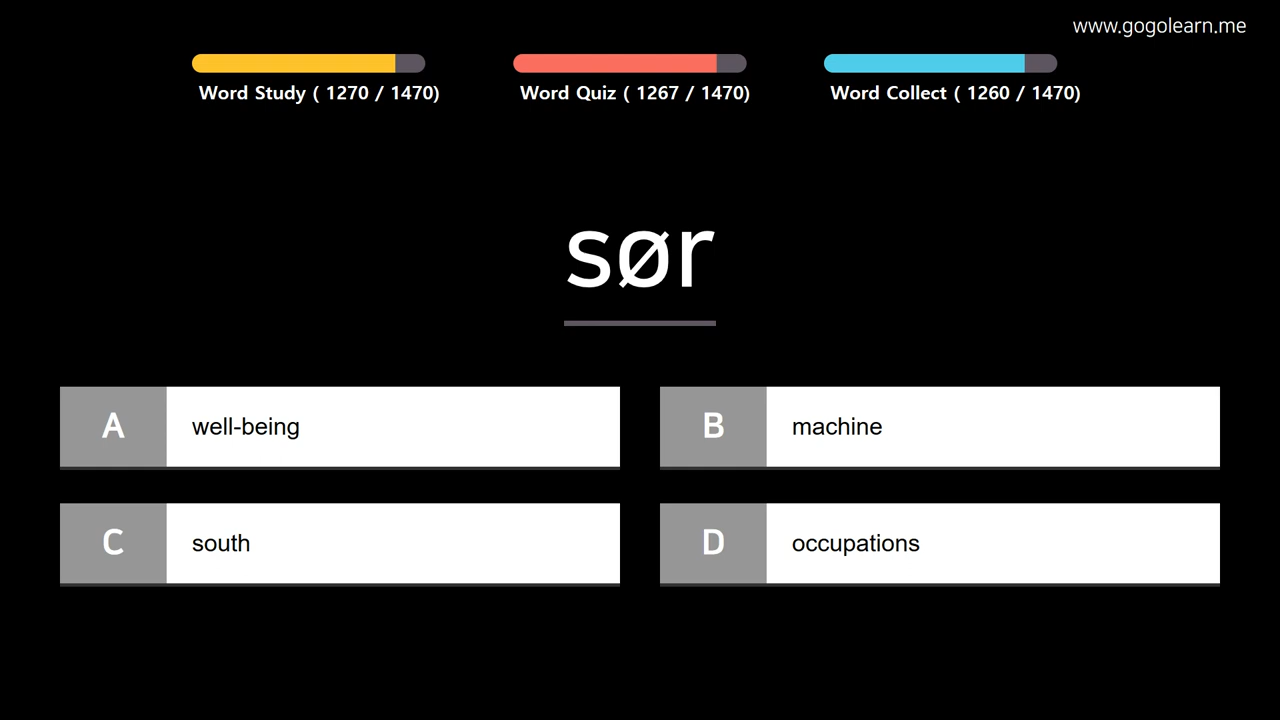 www.gogolearn.me
Word Study ( 1270 / 1470)
Word Quiz ( 1267 / 1470)
Word Collect ( 1260 / 1470)
sør
A well-being
B machine
C south
D occupations